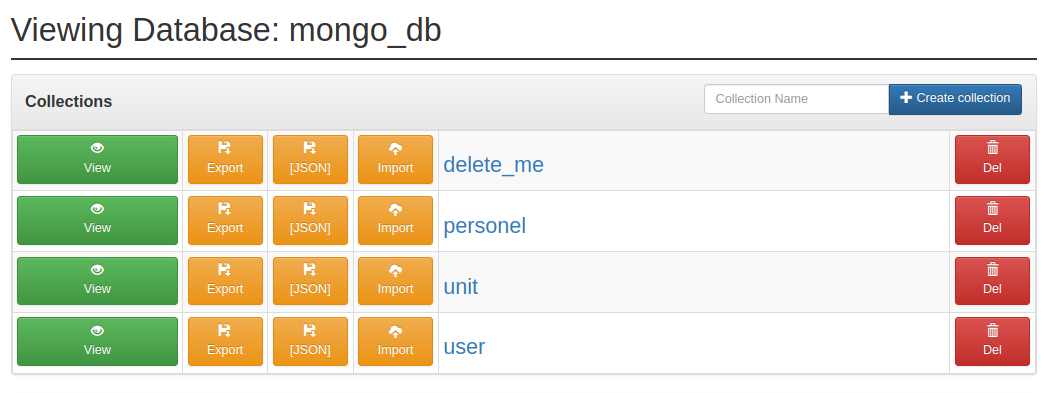 Viewing Database: mongo_db
Collections
Collection Name
Create collection
View Export [JSON] Import delete_me Del
View Export [JSON] Import personel Del
View Export [JSON] Import unit Del
View Export [JSON] Import user Del